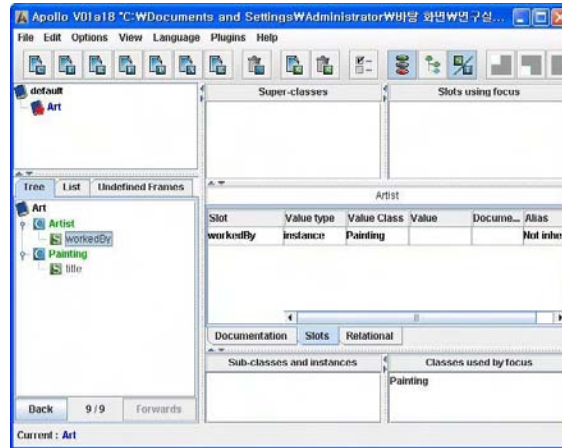 Apollo V01a18 "C:₩Documents and Settings₩Administrator₩바탕 화면₩연구실...
File Edit Options View Language Plugins Help
default
Art
Super-classes
Slots using focus
Tree List Undefined Frames
Art
Artist
workedBy
Painting
title
Artist
Slot Value type Value Class Value Docume... Alias
workedBy instance Painting Not inhe
Documentation Slots Relational
Sub-classes and instances
Classes used by focus
Painting
Back 9/9 Forwards
Current : Art